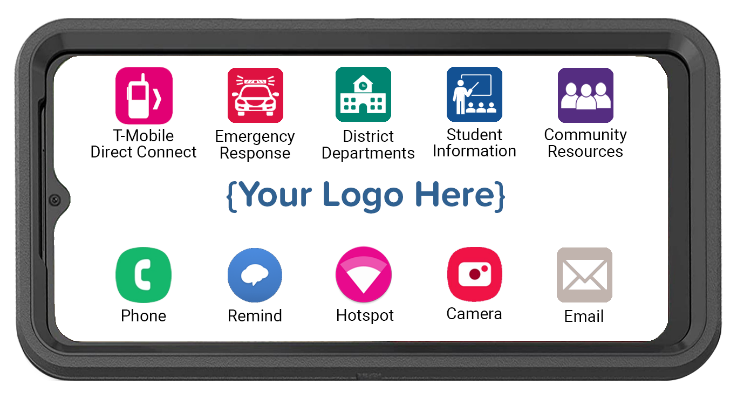 T-Mobile
Direct Connect
Emergency
Response
District
Departments
Student
Information
Community
Resources
{Your Logo Here}
Phone
Remind
Hotspot
Camera
Email